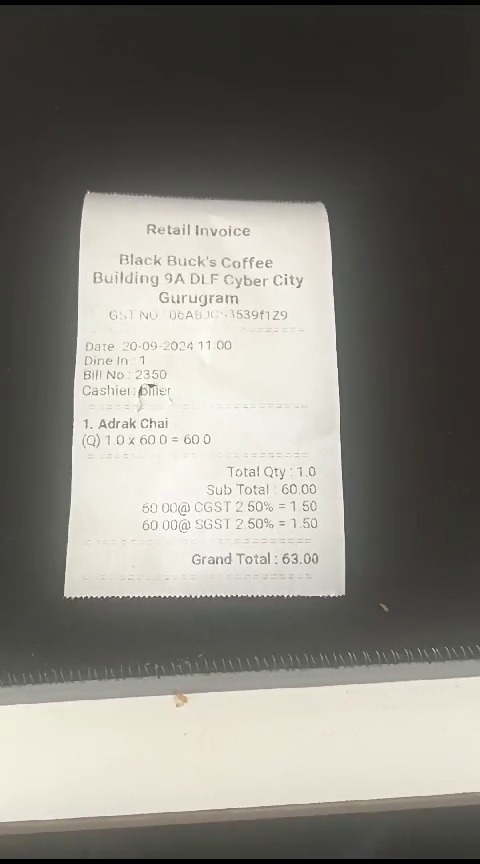 Retail Invoice
Black Buck's Coffee
Building 9A DLF Cyber City
Gurugram
GST NO
Date 20-09-2024 11:00
Dine In : 1
Bill No.: 2350
Cashier: biller
1. Adrak Chai
(Q) 1.0 x 60.0 = 60.0
Total Qty : 1.0
Sub Total : 60.00
60.00@ CGST 2.50% = 1.50
60.00@ SGST 2.50% = 1.50
Grand Total : 63.00